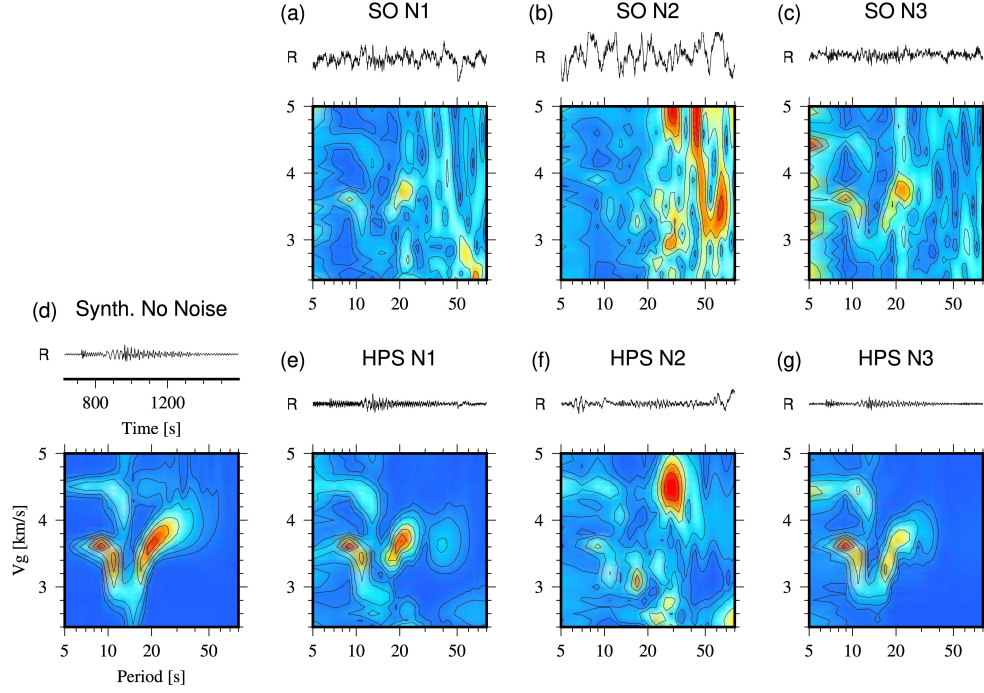 (a) SO N1 (b) SO N2 (c) SO N3
R R R
5 5 5
4 4 4
3 3 3
5 10 20 50 5 10 20 50 5 10 20 50
(d) Synth. No Noise
R
800 1200
Time [s]
(e) HPS N1 (f) HPS N2 (g) HPS N3
R R R
5 5 5 5
4 4 4 4
Vg [km/s]
3 3 3 3
5 10 20 50 5 10 20 50 5 10 20 50 5 10 20 50
Period [s]